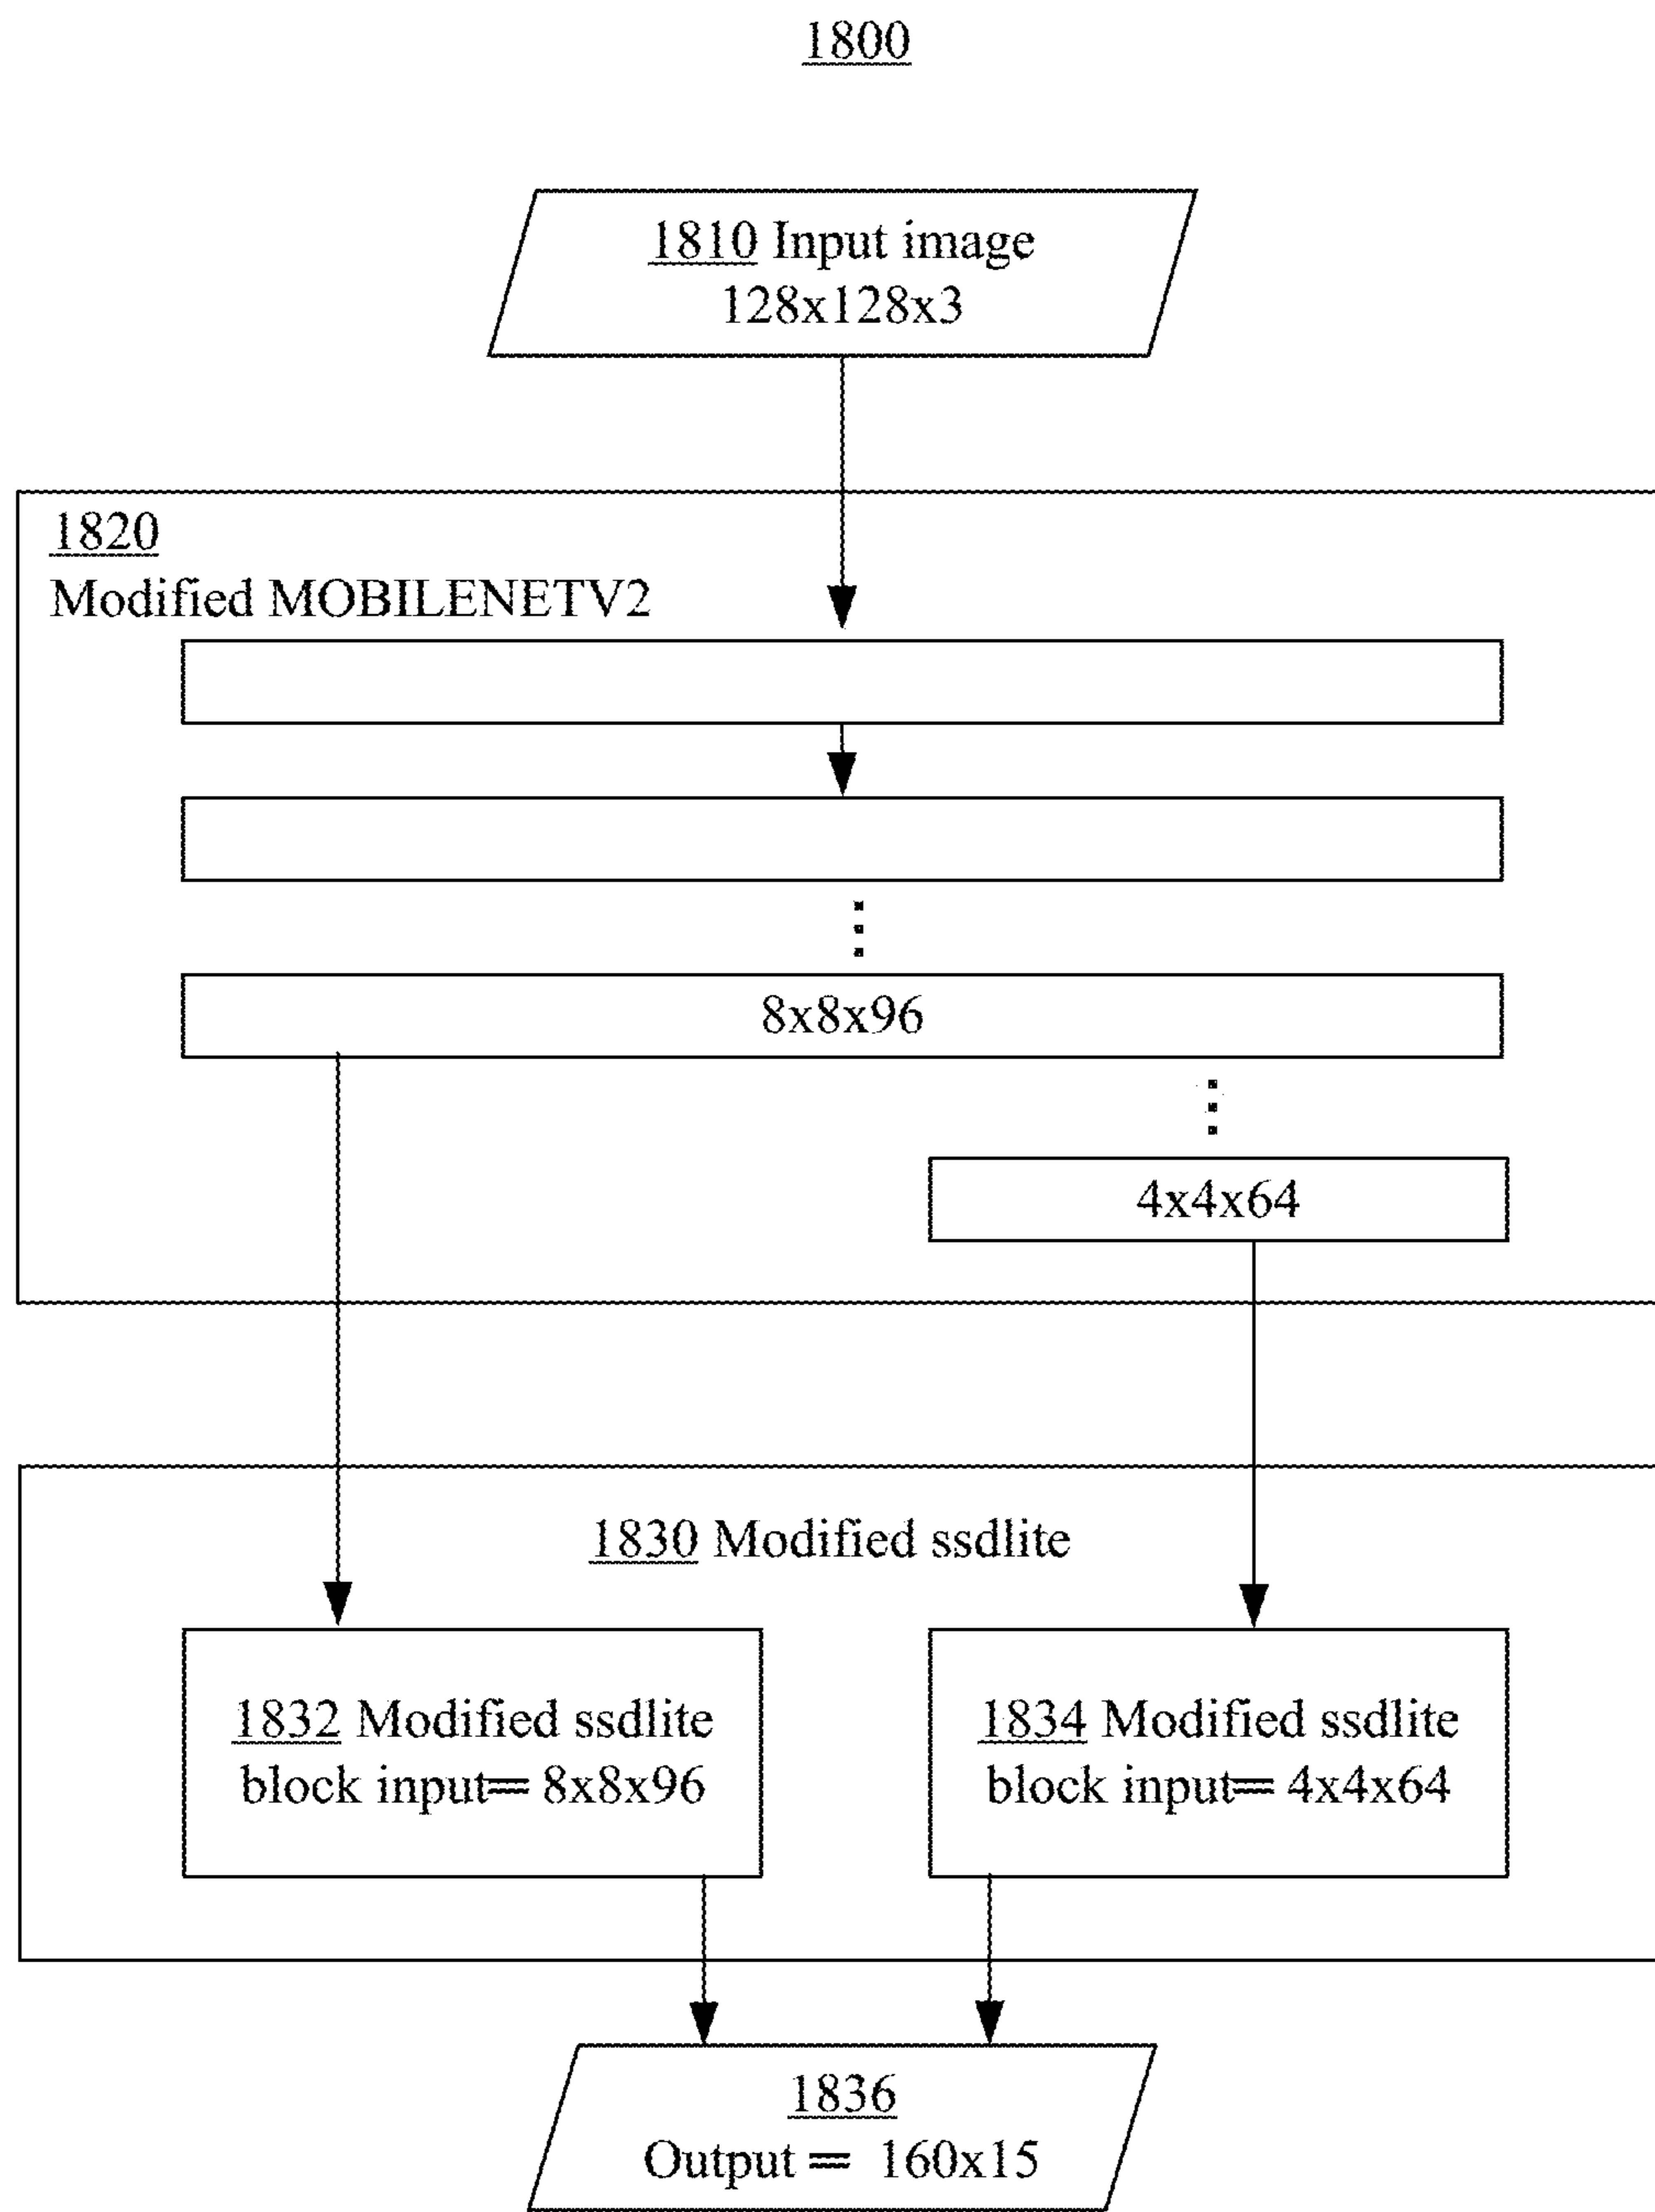 1800
1810 Input image
128x128x3
1820
Modified MOBILENETV2
8x8x96
4x4x64
1830 Modified ssdlite
1832 Modified ssdlite
block input= 8x8x96
1834 Modified ssdlite
block input= 4x4x64
1836
Output = 160x15